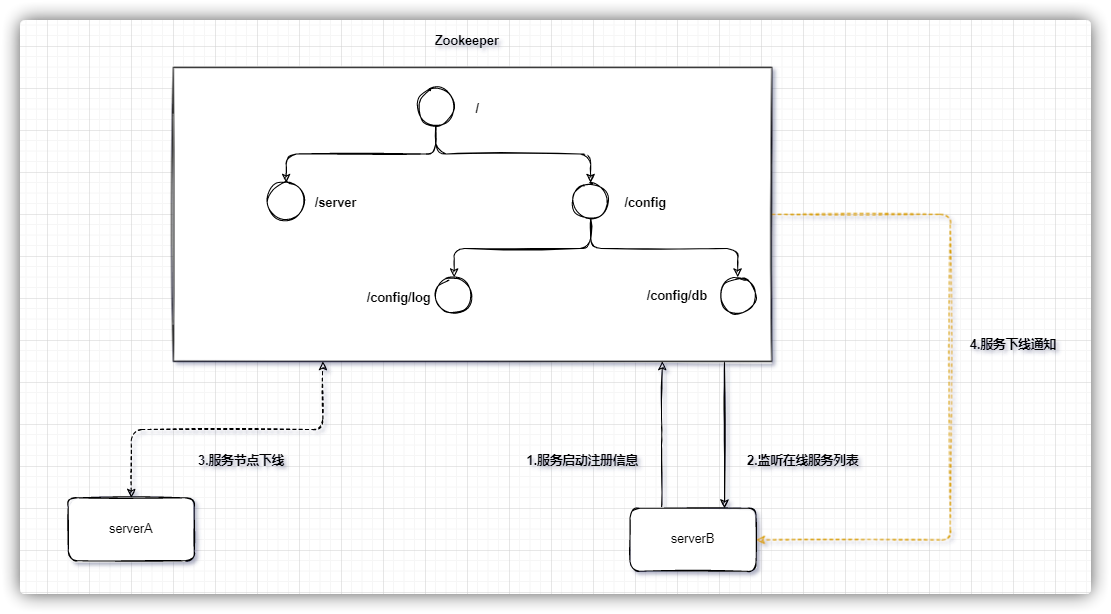 Zookeeper
/
/server
/config
/config/log
/config/db
4.服务下线通知
3.服务节点下线
1.服务启动注册信息
2.监听在线服务列表
serverA
serverB